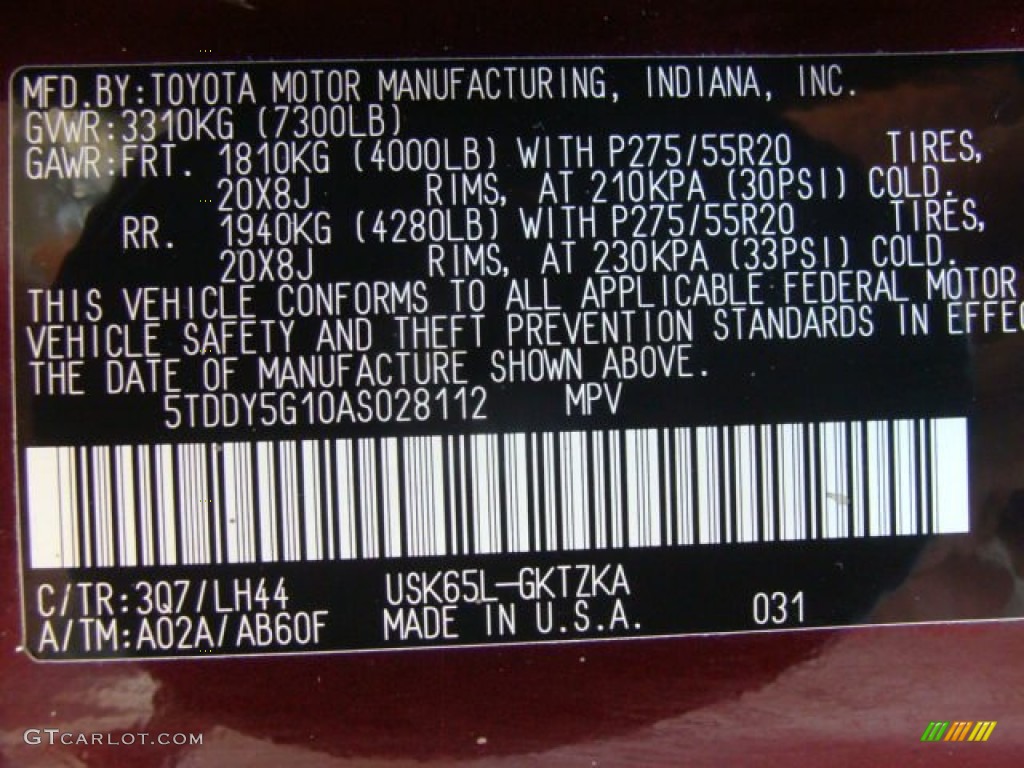 MFD.BY:TOYOTA MOTOR MANUFACTURING, INDIANA, INC.
GVWR:3310KG (7300LB)
GAWR:FRT. 1810KG (4000LB) WITH P275/55R20 TIRES,
20X8J RIMS, AT 210KPA (30PSI) COLD.
RR. 1940KG (4280LB) WITH P275/55R20 TIRES,
20X8J RIMS, AT 230KPA (33PSI) COLD.
THIS VEHICLE CONFORMS TO ALL APPLICABLE FEDERAL MOTOR
VEHICLE SAFETY AND THEFT PREVENTION STANDARDS IN EFFEC
THE DATE OF MANUFACTURE SHOWN ABOVE.
5TDDY5G10AS028112 MPV
C/TR:3Q7/LH44 USK65L-GKTZKA
A/TM:A02A/AB60F MADE IN U.S.A. 031
GTCARLOT.COM